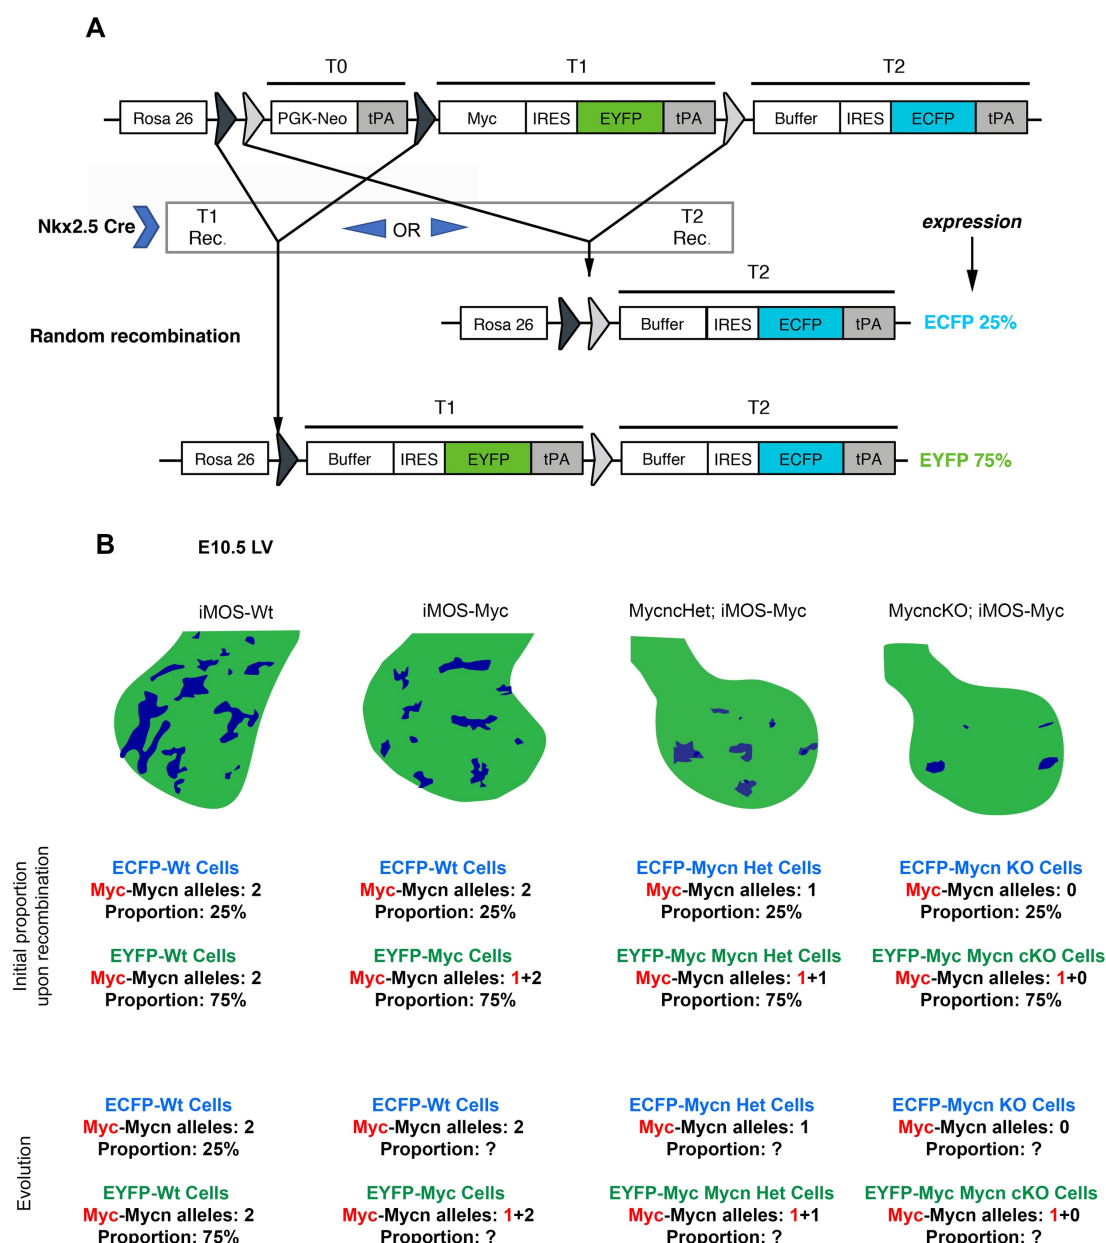 A
T0 T1 T2
Rosa 26 PGK-Neo tPA Myc IRES EYFP tPA Buffer IRES ECFP tPA
Nkx2.5 Cre
T1
Rec.
OR
T2
Rec.
expression
T2
Rosa 26 Buffer IRES ECFP tPA ECFP 25%
Random recombination
T1 T2
Rosa 26 Buffer IRES EYFP tPA Buffer IRES ECFP tPA EYFP 75%
B E10.5 LV
iMOS-Wt iMOS-Myc MycncHet; iMOS-Myc MycncKO; iMOS-Myc
Initial proportion
upon recombination
ECFP-Wt Cells ECFP-Wt Cells ECFP-Mycn Het Cells ECFP-Mycn KO Cells
Myc-Mycn alleles: 2 Myc-Mycn alleles: 2 Myc-Mycn alleles: 1 Myc-Mycn alleles: 0
Proportion: 25% Proportion: 25% Proportion: 25% Proportion: 25%
EYFP-Wt Cells EYFP-Myc Cells EYFP-Myc Mycn Het Cells EYFP-Myc Mycn cKO Cells
Myc-Mycn alleles: 2 Myc-Mycn alleles: 1+2 Myc-Mycn alleles: 1+1 Myc-Mycn alleles: 1+0
Proportion: 75% Proportion: 75% Proportion: 75% Proportion: 75%
Evolution
ECFP-Wt Cells ECFP-Wt Cells ECFP-Mycn Het Cells ECFP-Mycn KO Cells
Myc-Mycn alleles: 2 Myc-Mycn alleles: 2 Myc-Mycn alleles: 1 Myc-Mycn alleles: 0
Proportion: 25% Proportion: ? Proportion: ? Proportion: ?
EYFP-Wt Cells EYFP-Myc Cells EYFP-Myc Mycn Het Cells EYFP-Myc Mycn cKO Cells
Myc-Mycn alleles: 2 Myc-Mycn alleles: 1+2 Myc-Mycn alleles: 1+1 Myc-Mycn alleles: 1+0
Proportion: 75% Proportion: ? Proportion: ? Proportion: ?